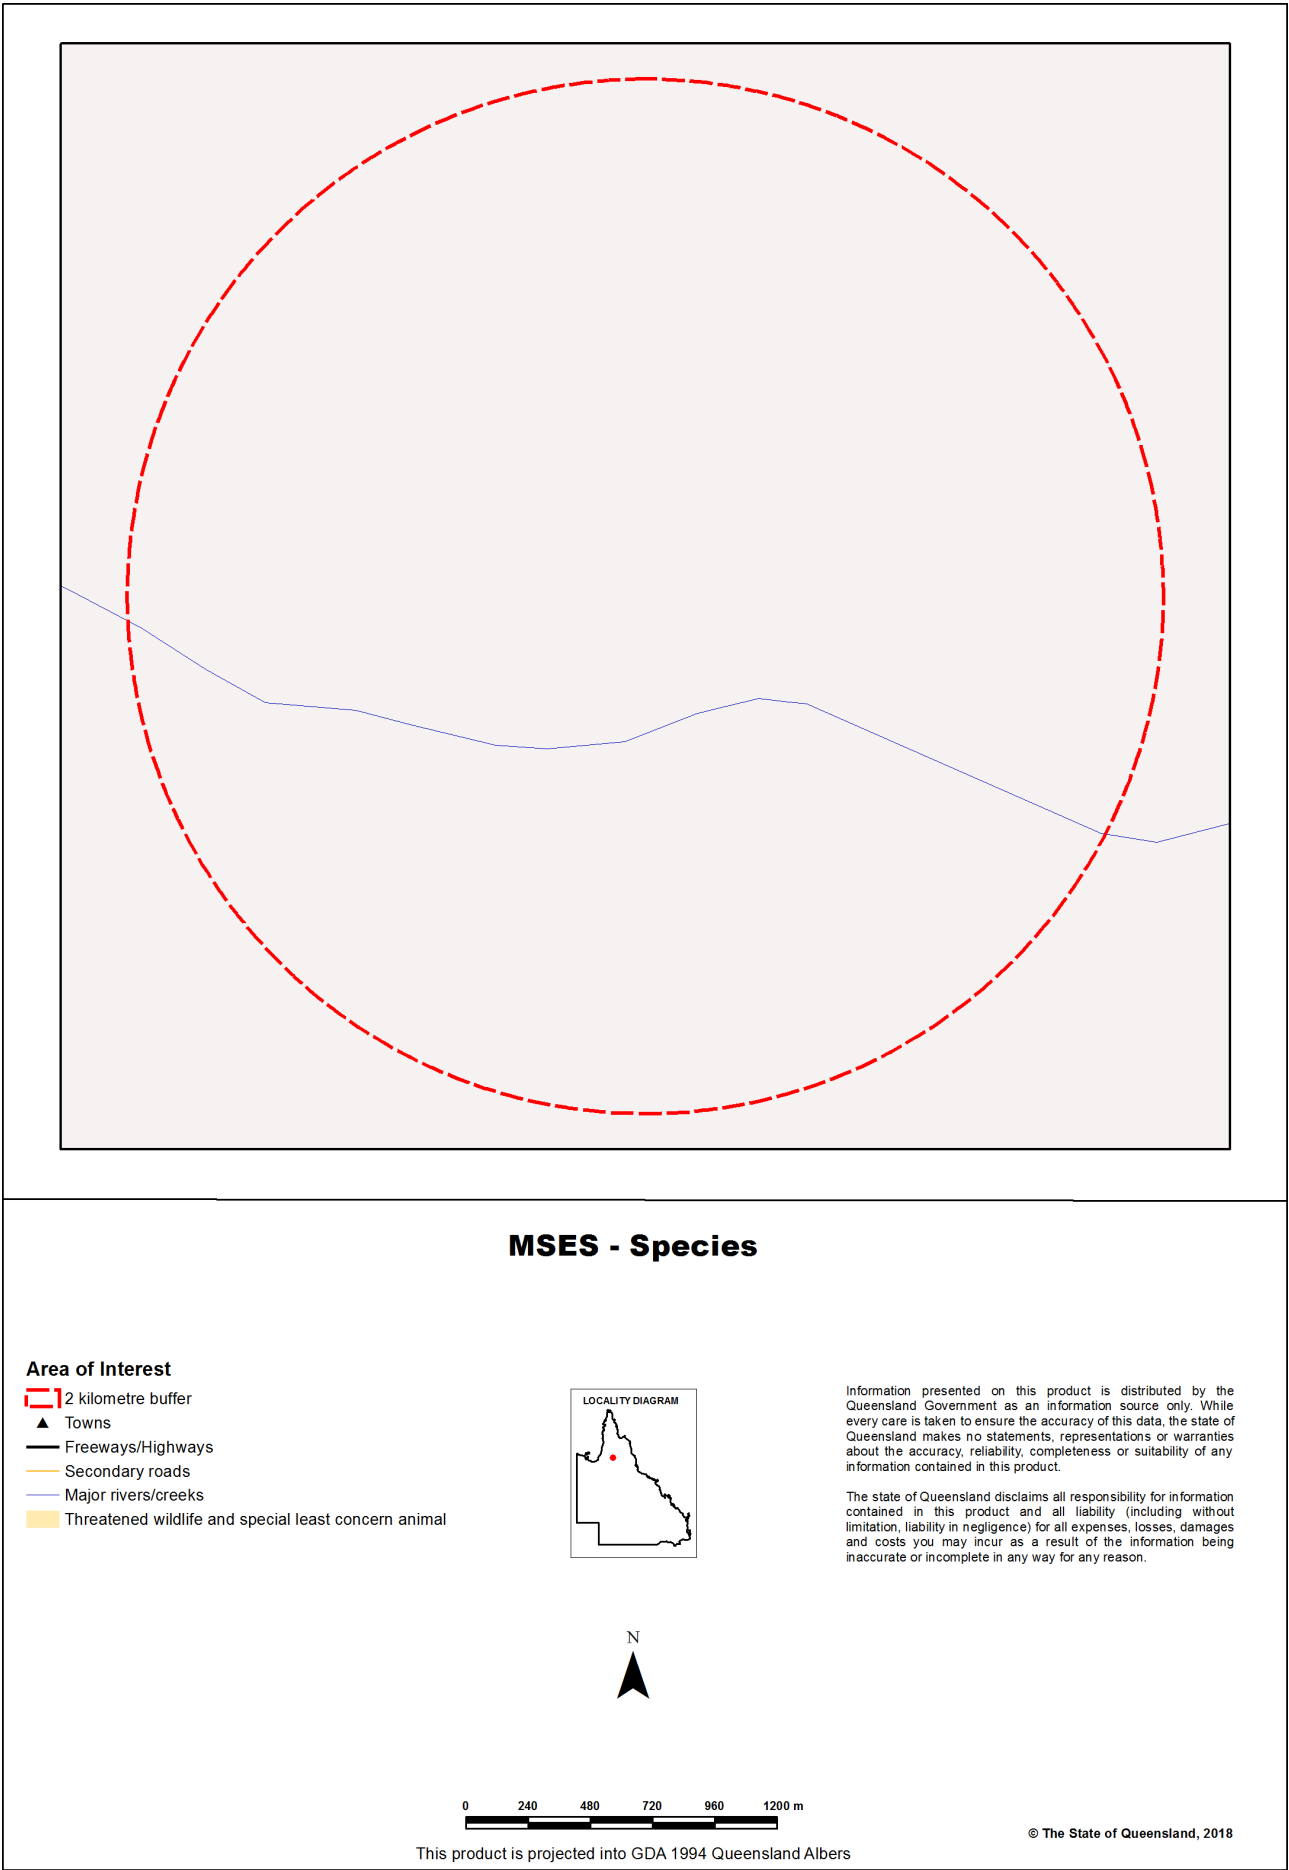 MSES - Species
Area of Interest
2 kilometre buffer
Towns
Freeways/Highways
Secondary roads
Major rivers/creeks
Threatened wildlife and special least concern animal
LOCALITY DIAGRAM
Information presented on this product is distributed by the
Queensland Government as an information source only. While
every care is taken to ensure the accuracy of this data, the state of
Queensland makes no statements, representations or warranties
about the accuracy, reliability, completeness or suitability of any
information contained in this product.
The state of Queensland disclaims all responsibility for information
contained in this product and all liability (including without
limitation, liability in negligence) for all expenses, losses, damages
and costs you may incur as a result of the information being
inaccurate or incomplete in any way for any reason.
N
0 240 480 720 960 1200 m
This product is projected into GDA 1994 Queensland Albers
© The State of Queensland, 2018